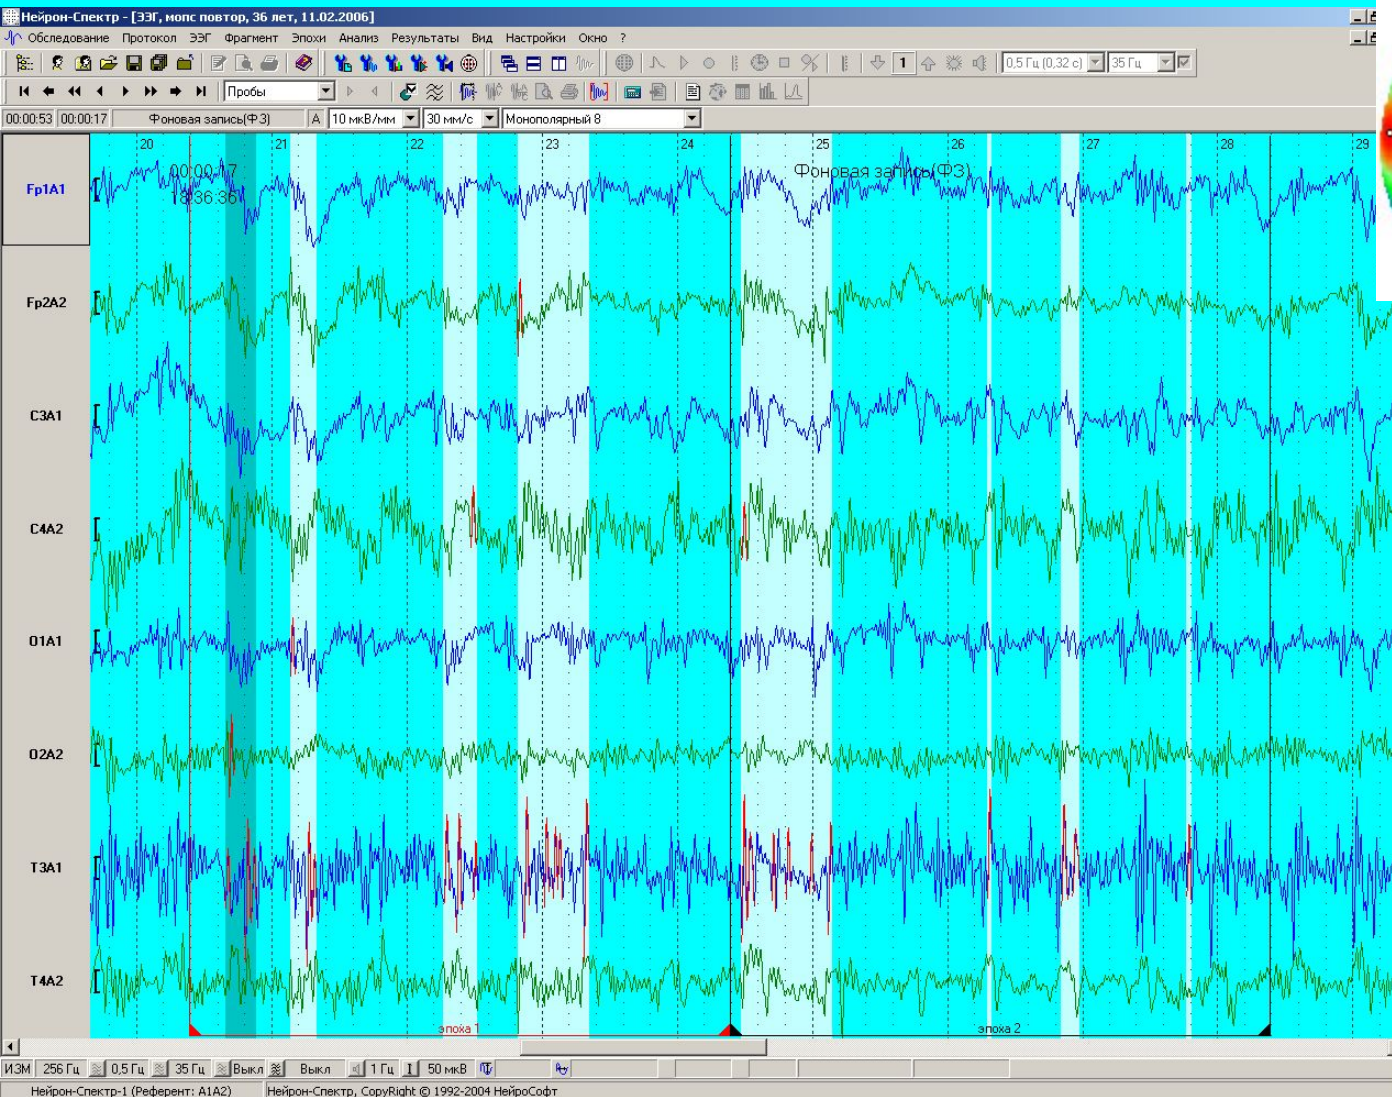 Нейрон-Спектр - [ЭЭГ, мопс повтор, 36 лет, 11.02.2006]
Обследование Протокол ЭЭГ Фрагмент Эпохи Анализ Результаты Вид Настройки Окно ?
1 0,5 Гц (0,32 с) 35 Гц
Пробы
00:00:53 00:00:17 Фоновая запись(ФЗ) А 10 мкВ/мм 30 мм/с Монополярный 8
20 21 22 23 24 25 26 27 28 29
00:00:17 Фоновая запись(ФЗ)
18:36:36
Fp1A1
Fp2A2
C3A1
C4A2
O1A1
O2A2
T3A1
T4A2
эпоха 1 эпоха 2
ИЗМ 256 Гц 0,5 Гц 35 Гц Выкл Выкл 1 Гц 50 мкВ
Нейрон-Спектр-1 (Референт: А1А2) Нейрон-Спектр, CopyRight © 1992-2004 НейроСофт